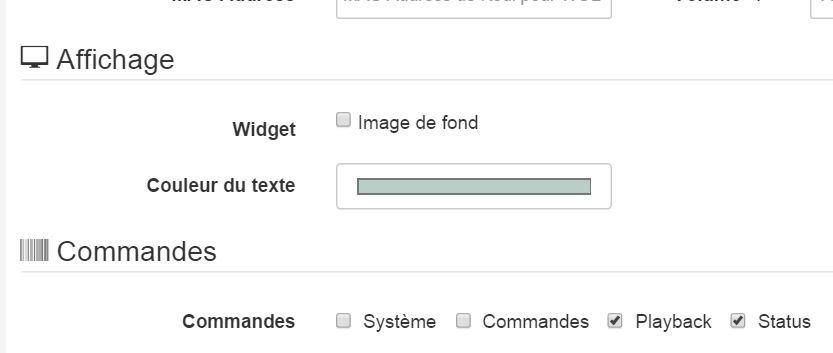 Affichage
Widget Image de fond
Couleur du texte
Commandes
Commandes Système Commandes Playback Status